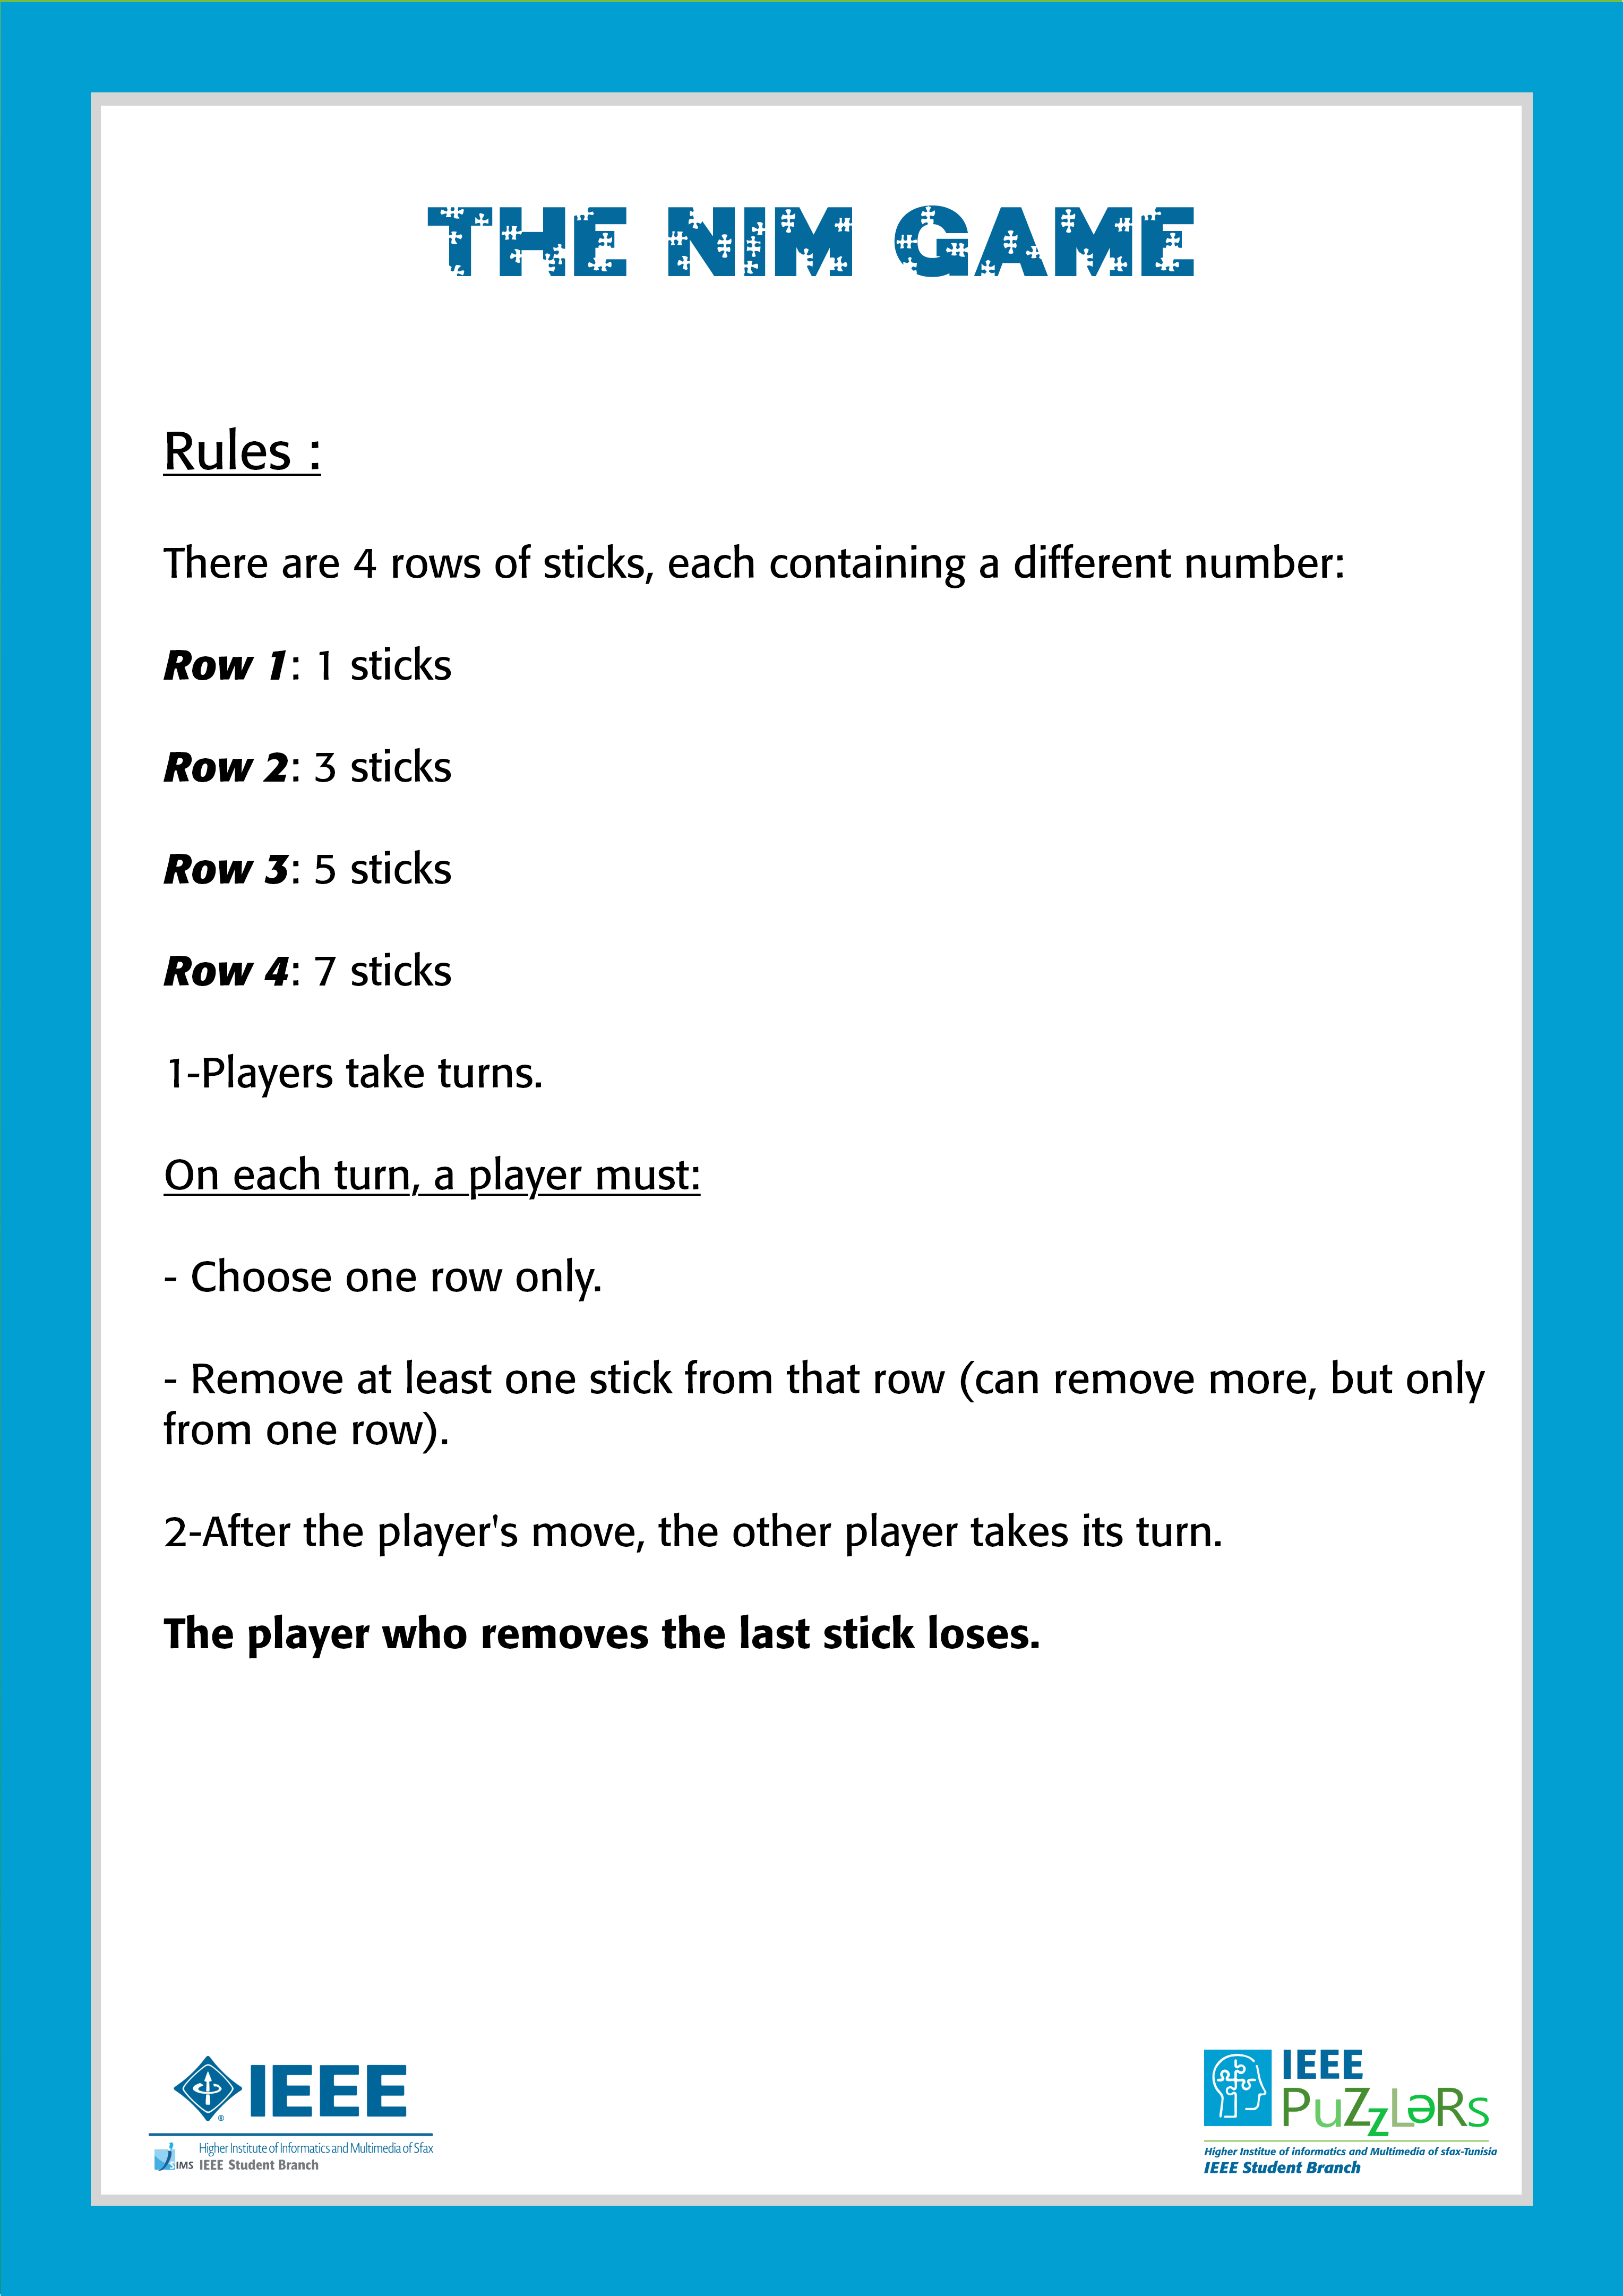 THE NIM GAME
Rules :
There are 4 rows of sticks, each containing a different number:
Row 1: 1 sticks
Row 2: 3 sticks
Row 3: 5 sticks
Row 4: 7 sticks
1-Players take turns.
On each turn, a player must:
- Choose one row only.
- Remove at least one stick from that row (can remove more, but only
from one row).
2-After the player's move, the other player takes its turn.
The player who removes the last stick loses.
IEEE
®
Higher Institute of Informatics and Multimedia of Sfax
IMS IEEE Student Branch
IEEE
PuZzLəRs
Higher Institue of informatics and Multimedia of sfax-Tunisia
IEEE Student Branch